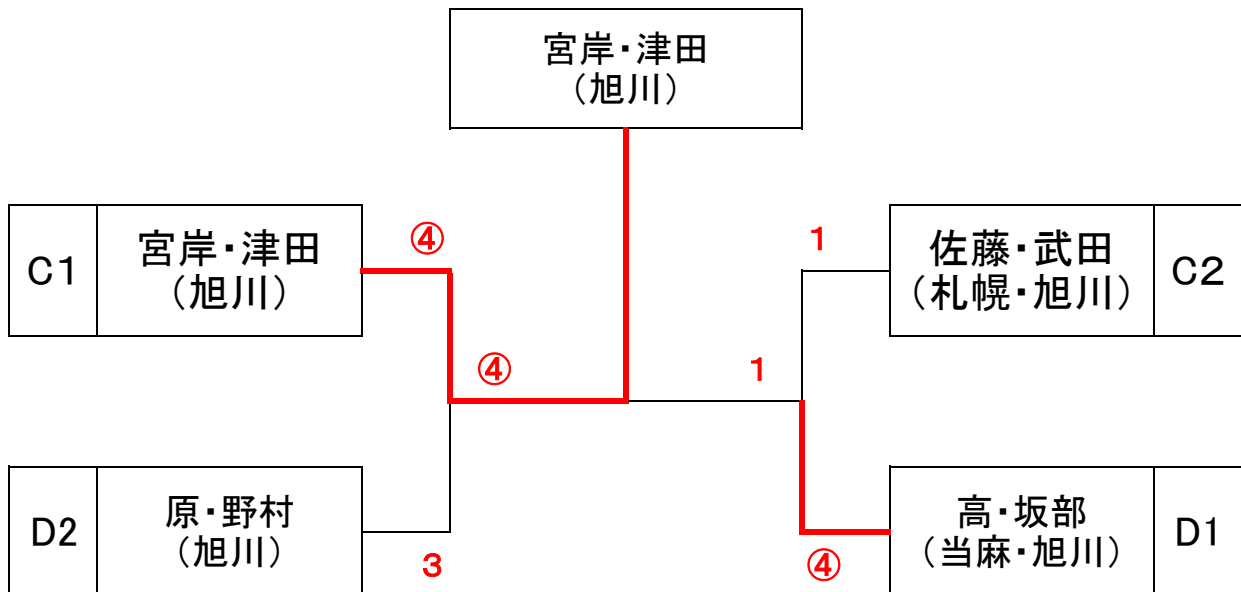 宮岸・津田
（旭川）
C1
宮岸・津田
（旭川）
④
1
佐藤・武田
（札幌・旭川）
C2
④
1
D2
原・野村
（旭川）
3
④
高・坂部
（当麻・旭川）
D1